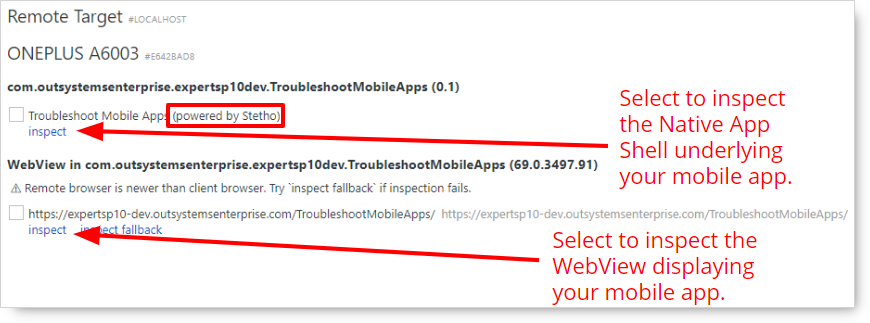 Remote Target #LOCALHOST
ONEPLUS A6003 #E642BAD8
com.outsystemsenterprise.expertsp10dev.TroubleshootMobileApps (0.1)
Troubleshoot Mobile Apps (powered by Stetho)
inspect
Select to inspect
the Native App
Shell underlying
your mobile app.
WebView in com.outsystemsenterprise.expertsp10dev.TroubleshootMobileApps (69.0.3497.91)
⚠ Remote browser is newer than client browser. Try `inspect fallback` if inspection fails.
https://expertsp10-dev.outsystemsenterprise.com/TroubleshootMobileApps/ https://expertsp10-dev.outsystemsenterprise.com/TroubleshootMobileApps/
inspect inspect fallback
Select to inspect the
WebView displaying
your mobile app.